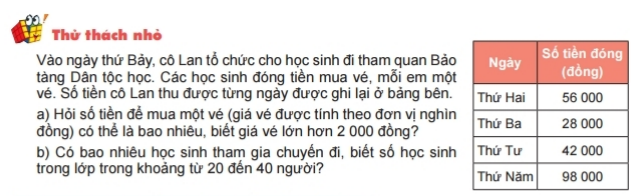 Thử thách nhỏ
Vào ngày thứ Bảy, cô Lan tổ chức cho học sinh đi tham quan Bảo
tàng Dân tộc học. Các học sinh đóng tiền mua vé, mỗi em một
vé. Số tiền cô Lan thu được từng ngày được ghi lại ở bảng bên.
a) Hỏi số tiền để mua một vé (giá vé được tính theo đơn vị nghìn
đồng) có thể là bao nhiêu, biết giá vé lớn hơn 2 000 đồng?
b) Có bao nhiêu học sinh tham gia chuyến đi, biết số học sinh
trong lớp trong khoảng từ 20 đến 40 người?
Ngày Số tiền đóng
(đồng)
Thứ Hai 56 000
Thứ Ba 28 000
Thứ Tư 42 000
Thứ Năm 98 000